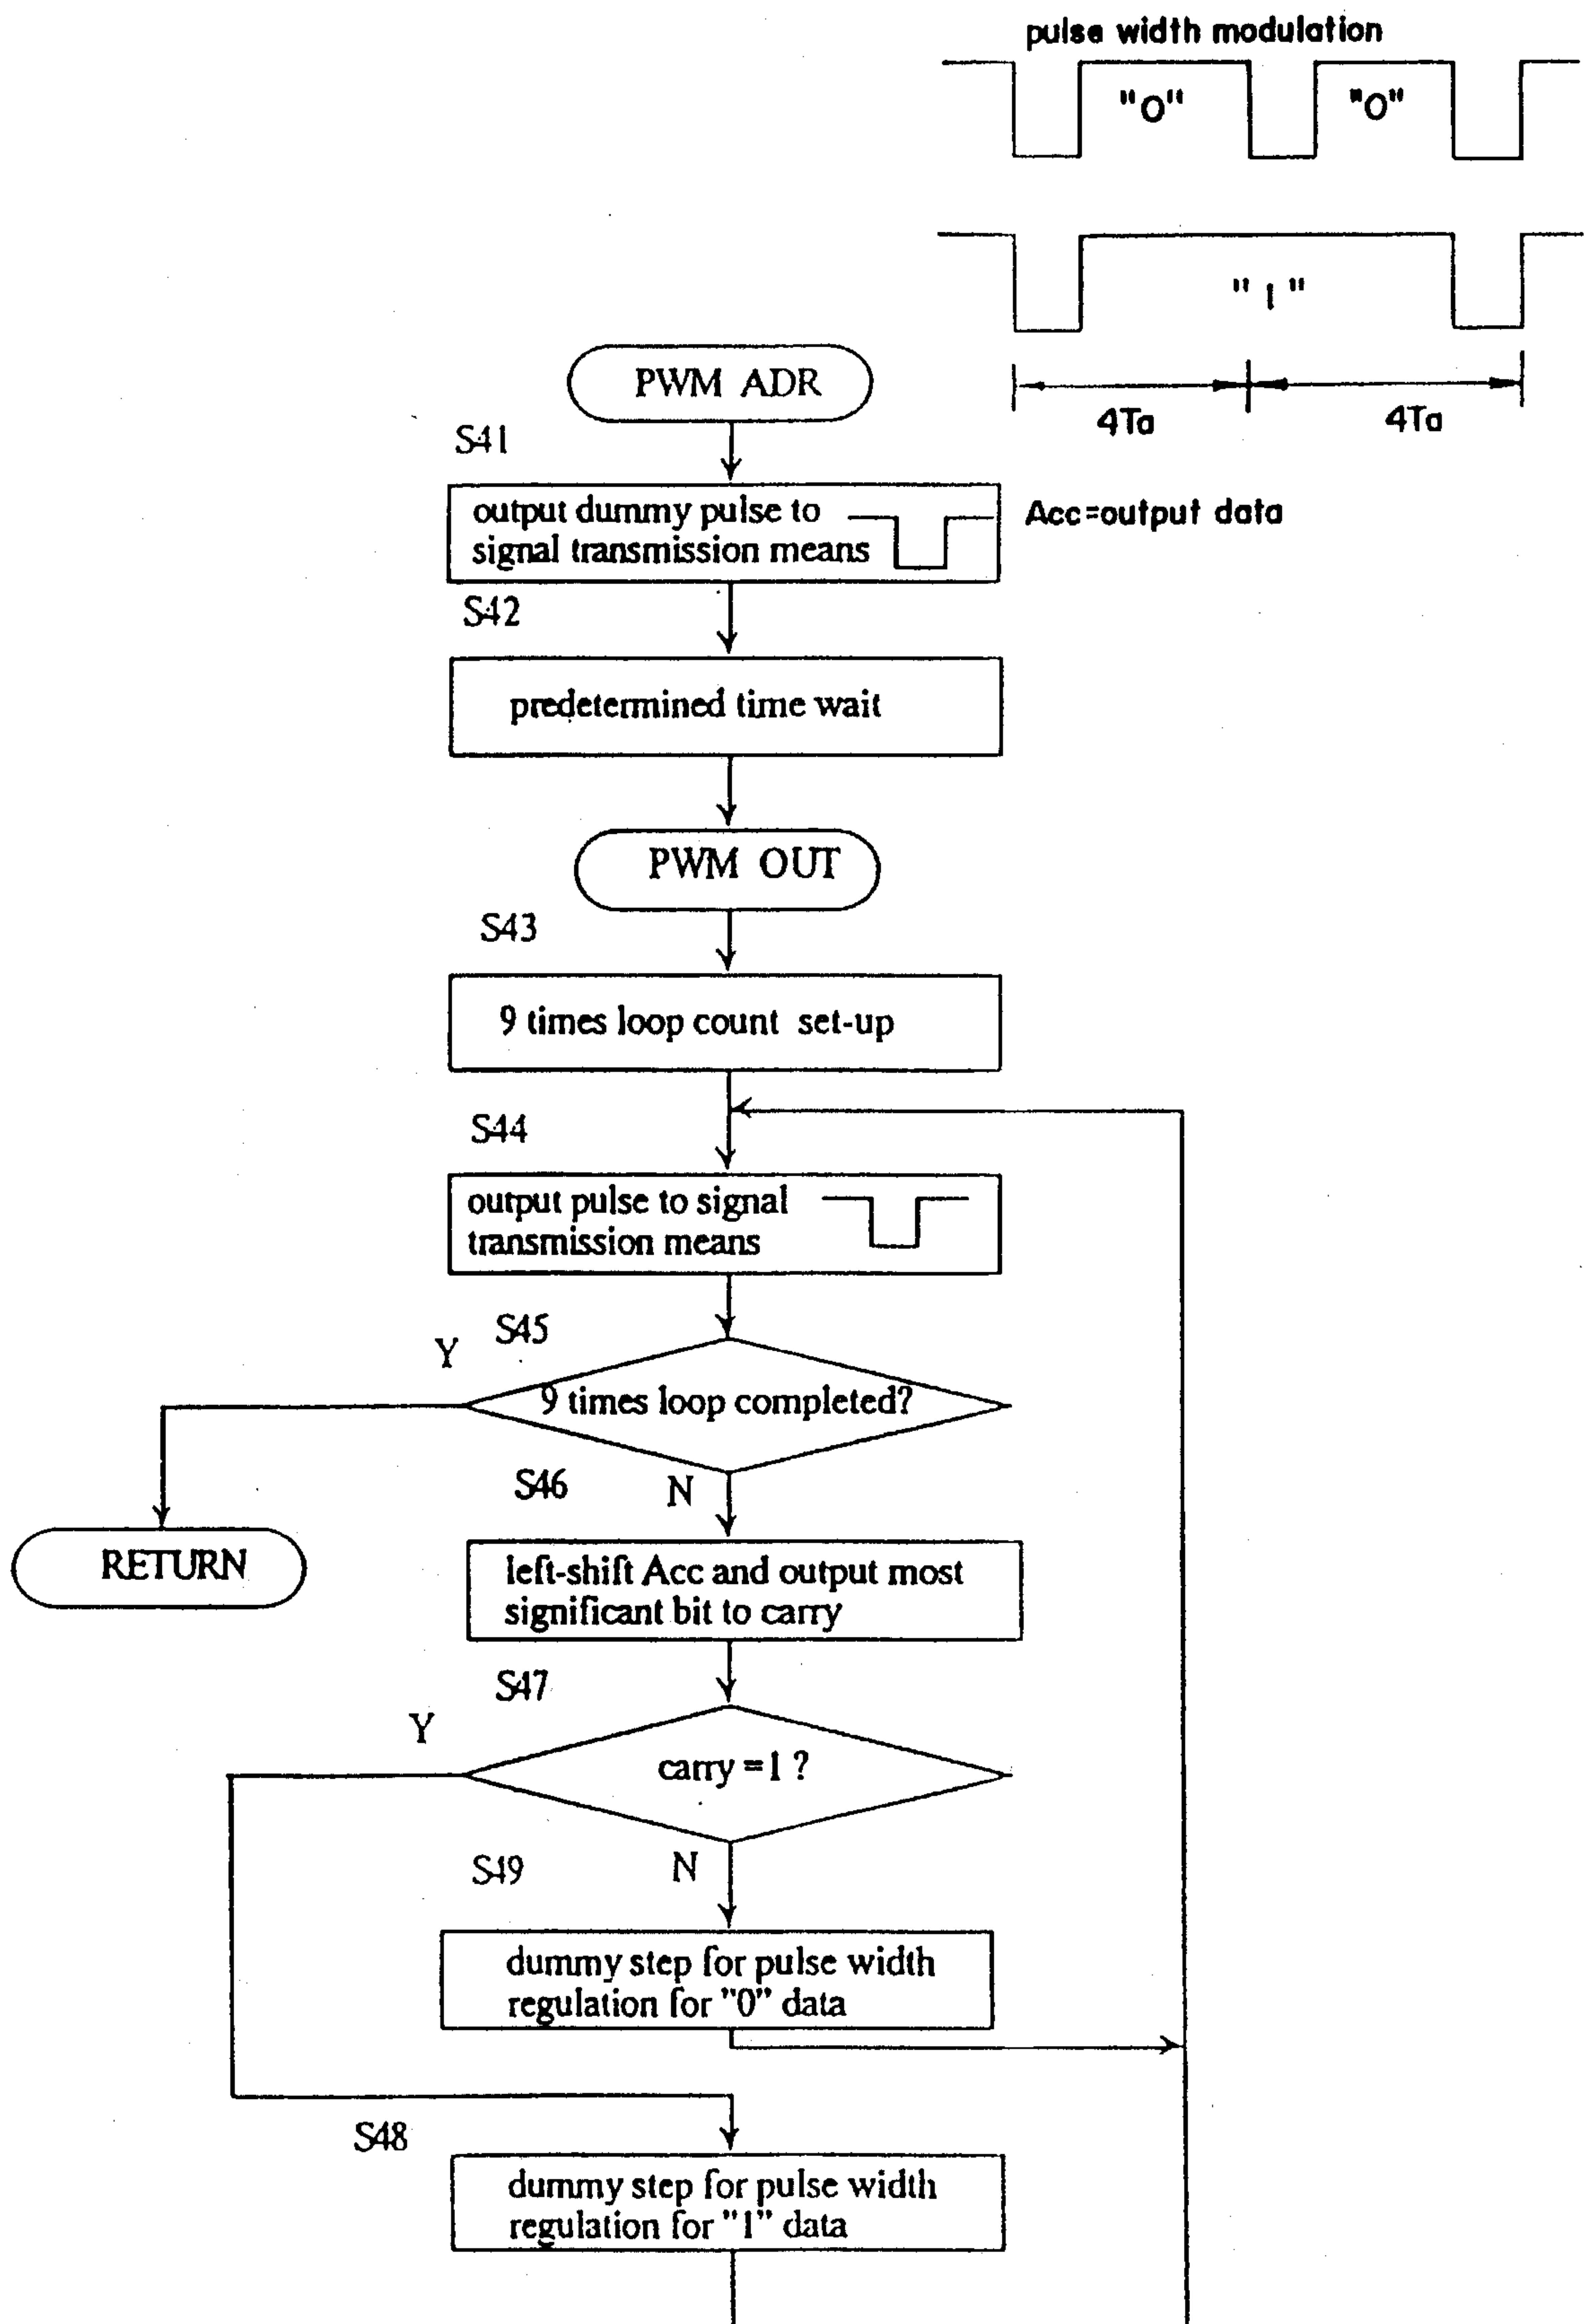 pulse width modulation
"0" "0"
"1"
4Ta 4Ta
PWM ADR
S41
output dummy pulse to
signal transmission means
Acc=output data
S42
predetermined time wait
PWM OUT
S43
9 times loop count set-up
S44
output pulse to signal
transmission means
S45
Y
9 times loop completed?
S46
N
RETURN
left-shift Acc and output most
significant bit to carry
S47
Y
carry=1 ?
S49
N
dummy step for pulse width
regulation for "0" data
S48
dummy step for pulse width
regulation for "1" data